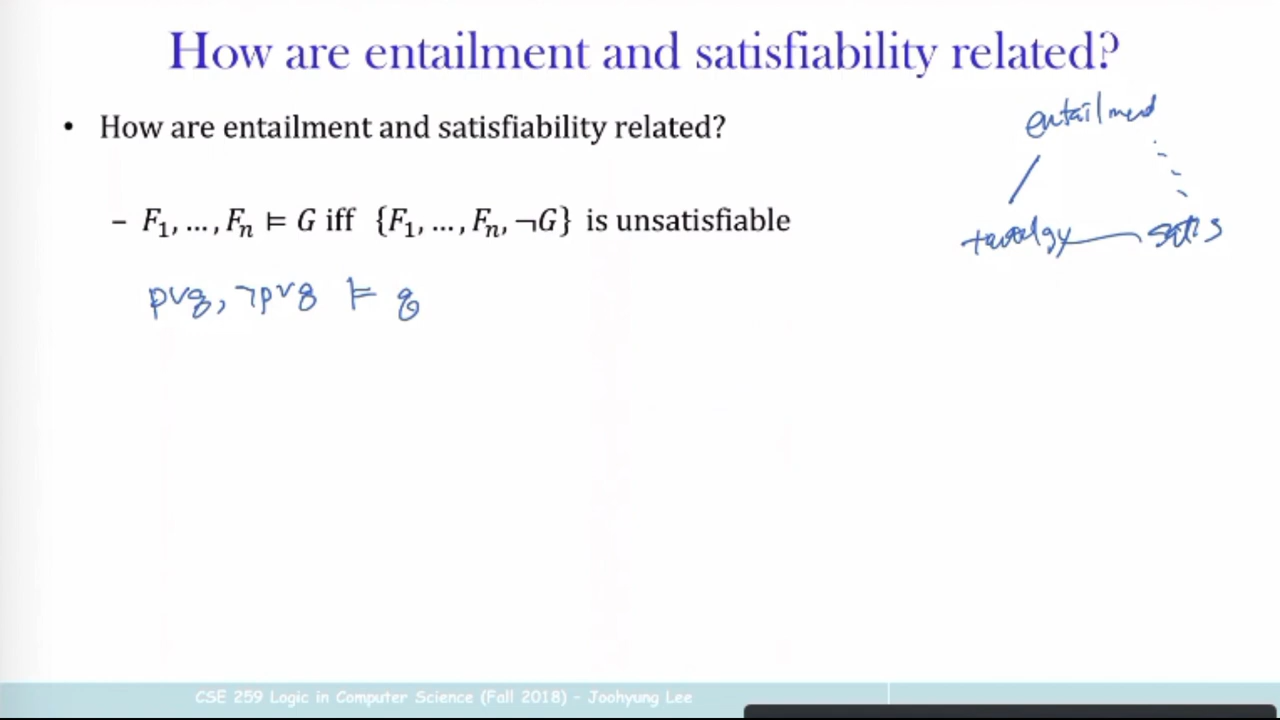 How are entailment and satisfiability related?
• How are entailment and satisfiability related?
– F₁, …, Fₙ ⊨ G iff {F₁, …, Fₙ, ¬G} is unsatisfiable
p∨q, ¬p∨q ⊨ q
entailment
satis
CSE 259 Logic in Computer Science (Fall 2018) - Joohyung Lee